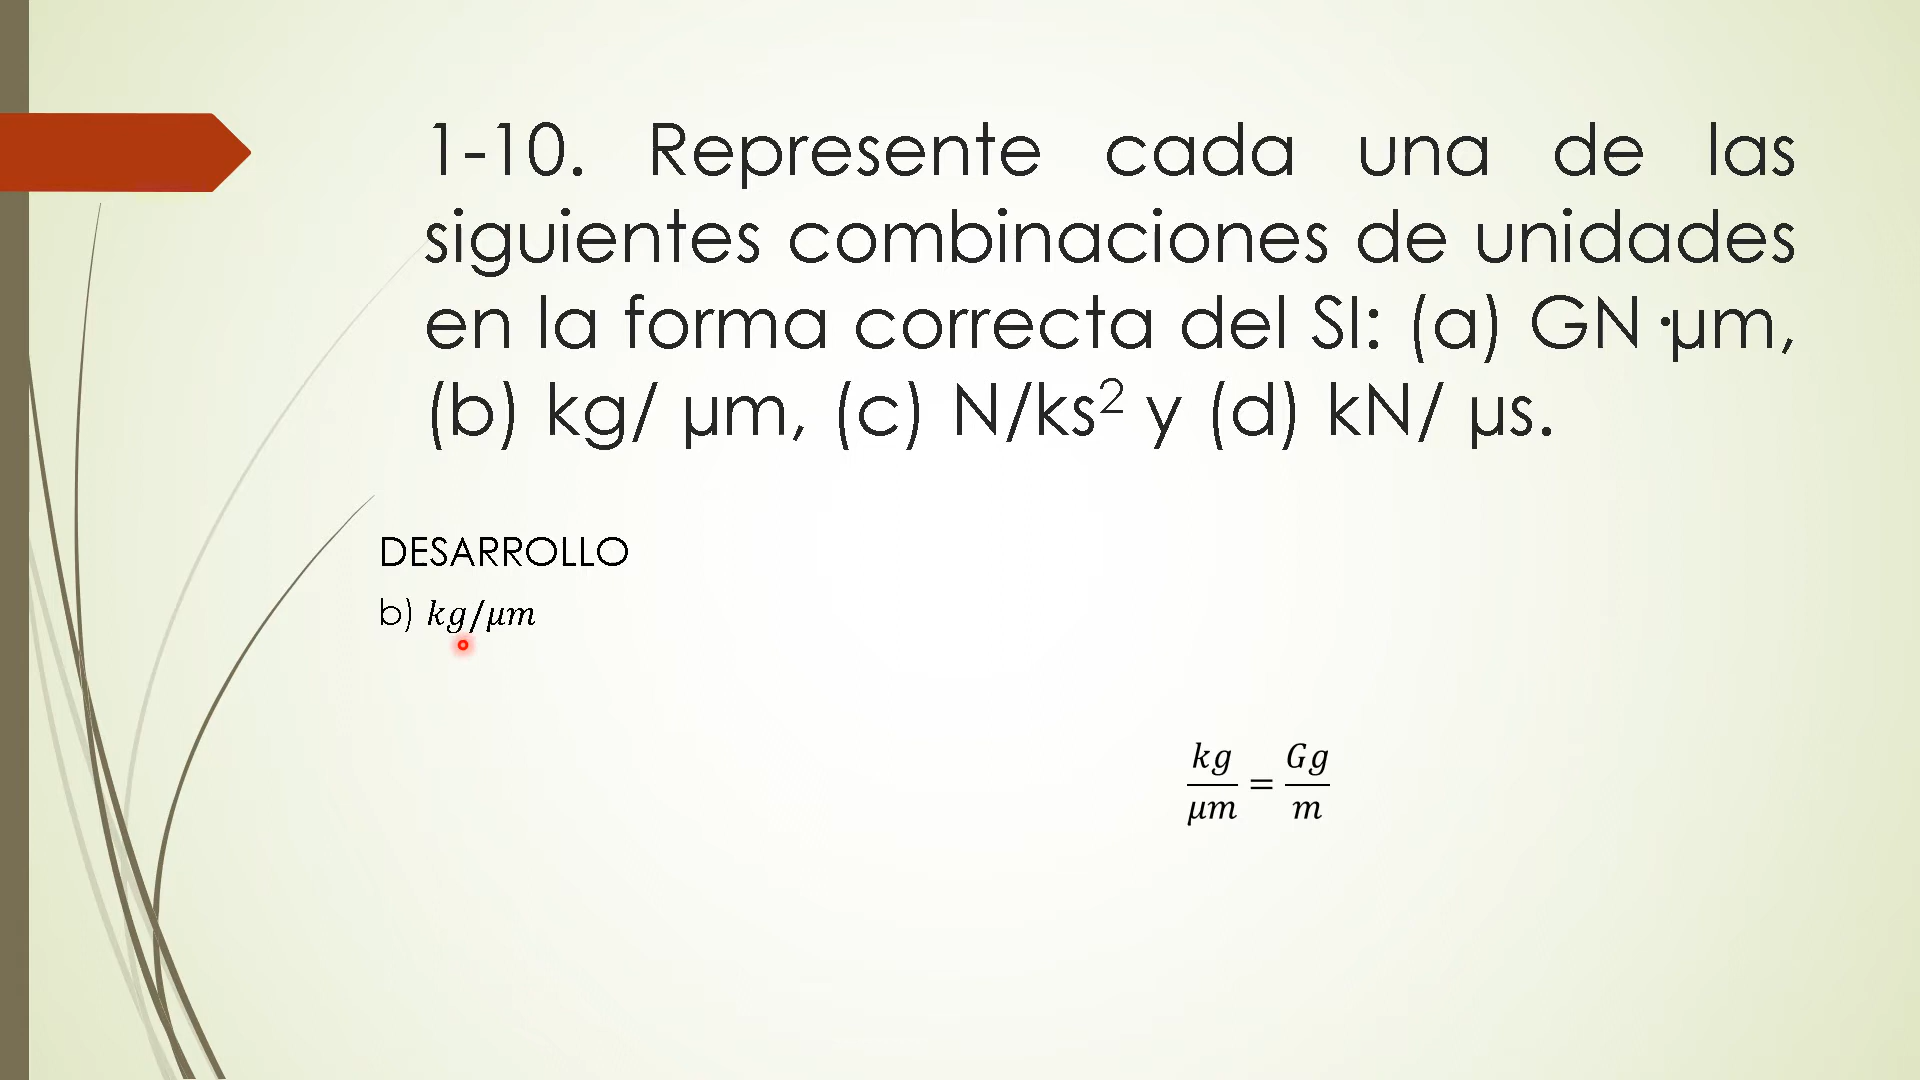 1-10. Represente cada una de las
siguientes combinaciones de unidades
en la forma correcta del SI: (a) GN·µm,
(b) kg/ µm, (c) N/ks² y (d) kN/ µs.
DESARROLLO
b) kg/µm
kg/µm = Gg/m